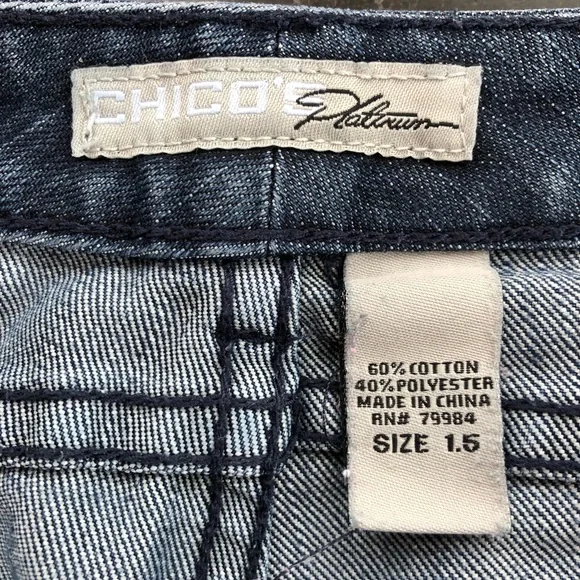 CHICO'S Platinum
60% COTTON
40% POLYESTER
MADE IN CHINA
RN# 79984
SIZE 1.5